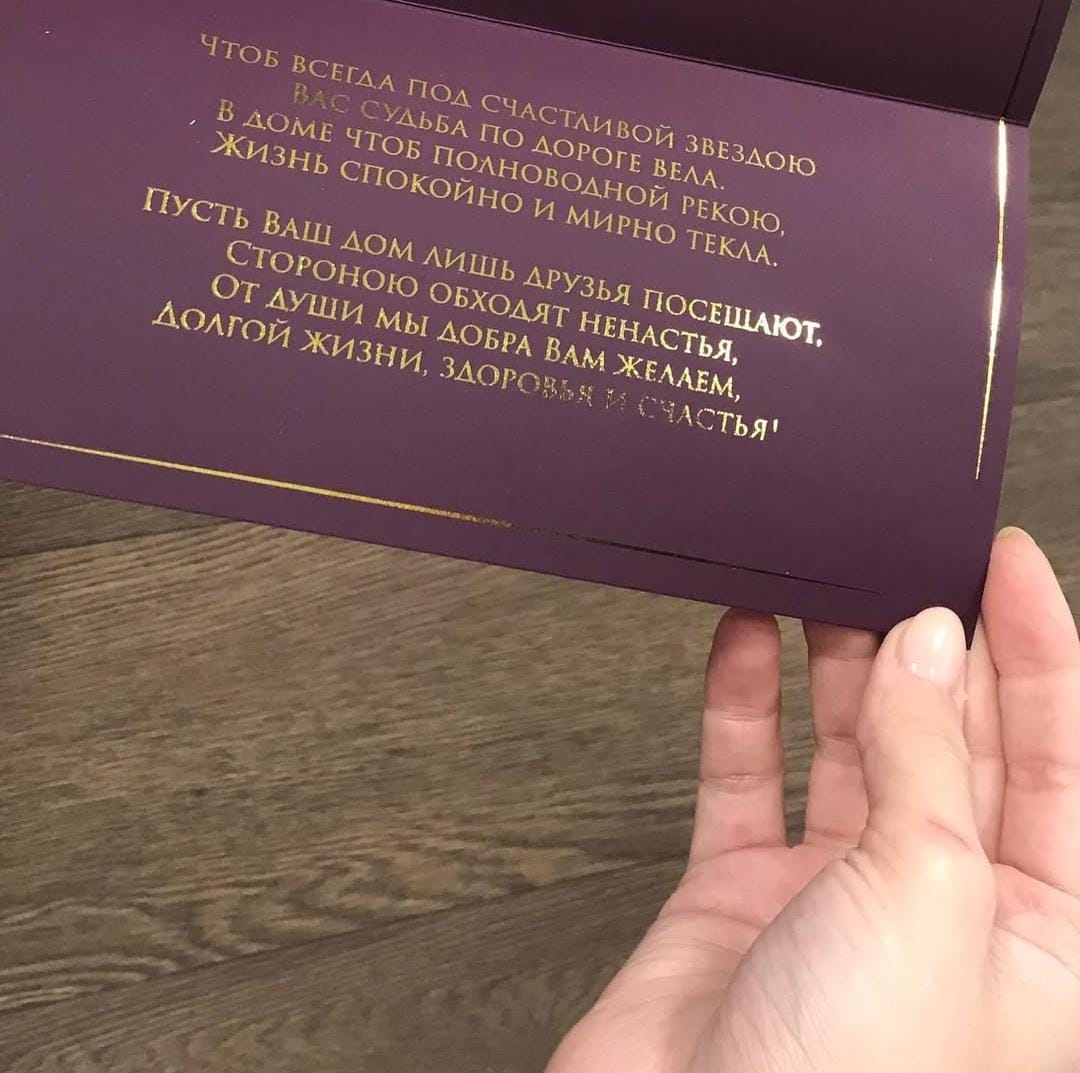 Чтоб всегда под счастливой звездою
Вас судьба по дороге вела.
В доме чтоб полноводной рекою,
Жизнь спокойно и мирно текла.
Пусть Ваш дом лишь друзья посещают,
Стороною обходят ненастья,
От души мы добра Вам желаем,
Долгой жизни, здоровья и счастья!